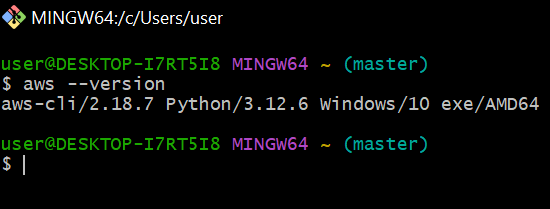 MINGW64:/c/Users/user
user@DESKTOP-I7RT5I8 MINGW64 ~ (master)
$ aws --version
aws-cli/2.18.7 Python/3.12.6 Windows/10 exe/AMD64
user@DESKTOP-I7RT5I8 MINGW64 ~ (master)
$